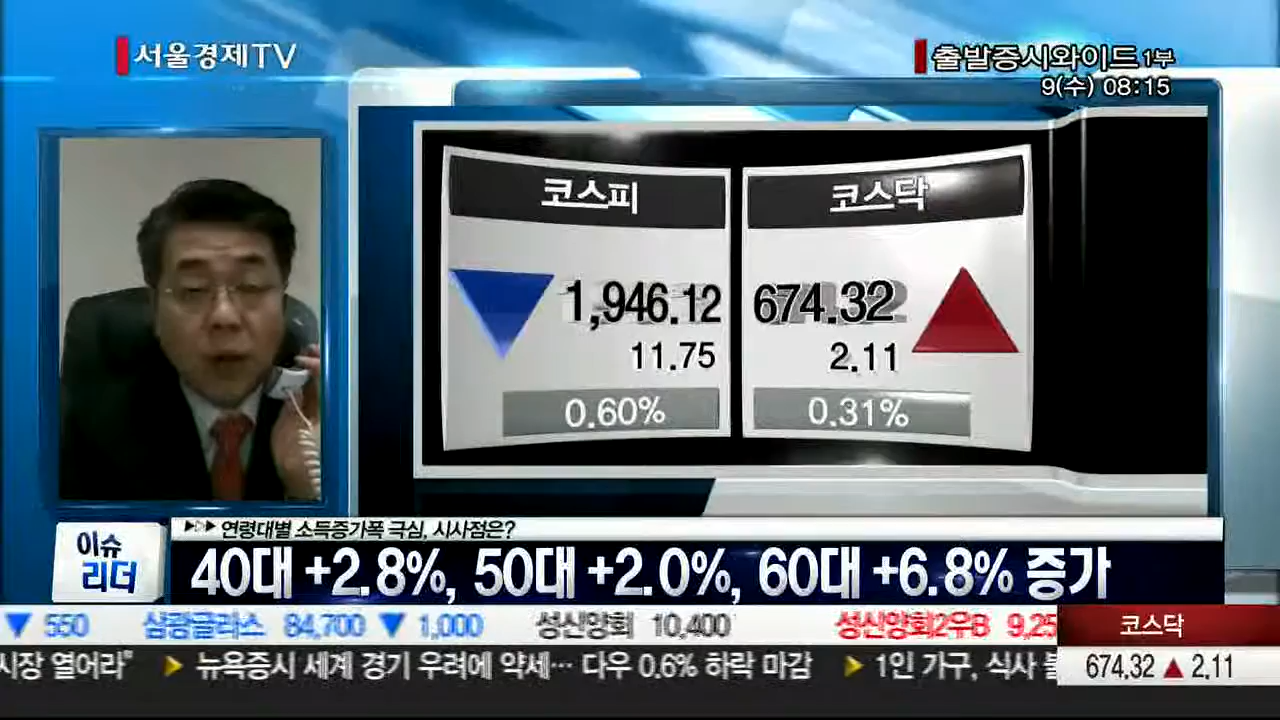 서울경제TV
출발증시와이드 1부
9(수) 08:15
코스피
1,946.12
11.75
0.60%
코스닥
674.32
2.11
0.31%
이슈
리더
▶▷▶ 연령대별 소득증가폭 극심, 시사점은?
40대 +2.8%, 50대 +2.0%, 60대 +6.8% 증가
▼ 550 삼광글라스 84,700 ▼ 1,000 성신양회 10,400 성신양회2우B 9,25
코스닥
674.32 ▲ 2.11
시장 열어라" ▶ 뉴욕증시 세계 경기 우려에 약세… 다우 0.6% 하락 마감 ▶ 1인 가구, 식사